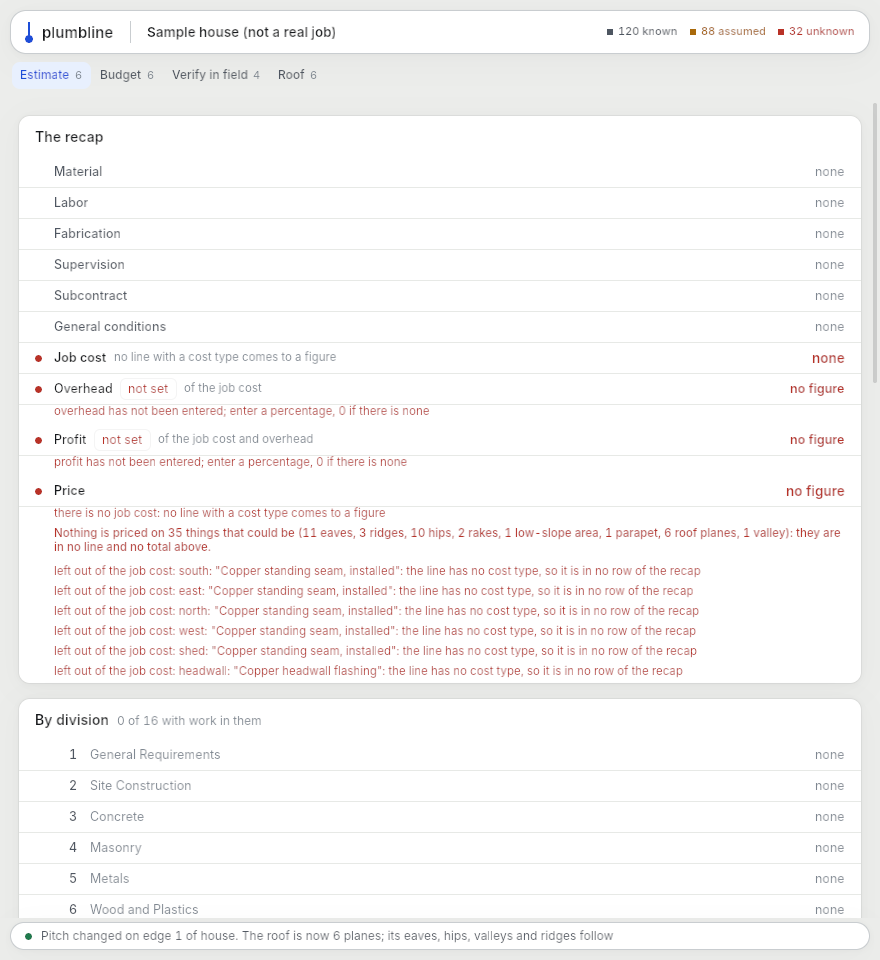 plumbline
Sample house (not a real job)
120 known
88 assumed
32 unknown
Estimate 6
Budget 6
Verify in field 4
Roof 6
The recap
Material none
Labor none
Fabrication none
Supervision none
Subcontract none
General conditions none
Job cost no line with a cost type comes to a figure none
Overhead not set of the job cost no figure
overhead has not been entered; enter a percentage, 0 if there is none
Profit not set of the job cost and overhead no figure
profit has not been entered; enter a percentage, 0 if there is none
Price no figure
there is no job cost: no line with a cost type comes to a figure
Nothing is priced on 35 things that could be (11 eaves, 3 ridges, 10 hips, 2 rakes, 1 low-slope area, 1 parapet, 6 roof planes, 1 valley): they are
in no line and no total above.
left out of the job cost: south: "Copper standing seam, installed": the line has no cost type, so it is in no row of the recap
left out of the job cost: east: "Copper standing seam, installed": the line has no cost type, so it is in no row of the recap
left out of the job cost: north: "Copper standing seam, installed": the line has no cost type, so it is in no row of the recap
left out of the job cost: west: "Copper standing seam, installed": the line has no cost type, so it is in no row of the recap
left out of the job cost: shed: "Copper standing seam, installed": the line has no cost type, so it is in no row of the recap
left out of the job cost: headwall: "Copper headwall flashing": the line has no cost type, so it is in no row of the recap
By division 0 of 16 with work in them
1 General Requirements none
2 Site Construction none
3 Concrete none
4 Masonry none
5 Metals none
6 Wood and Plastics none
Pitch changed on edge 1 of house. The roof is now 6 planes; its eaves, hips, valleys and ridges follow